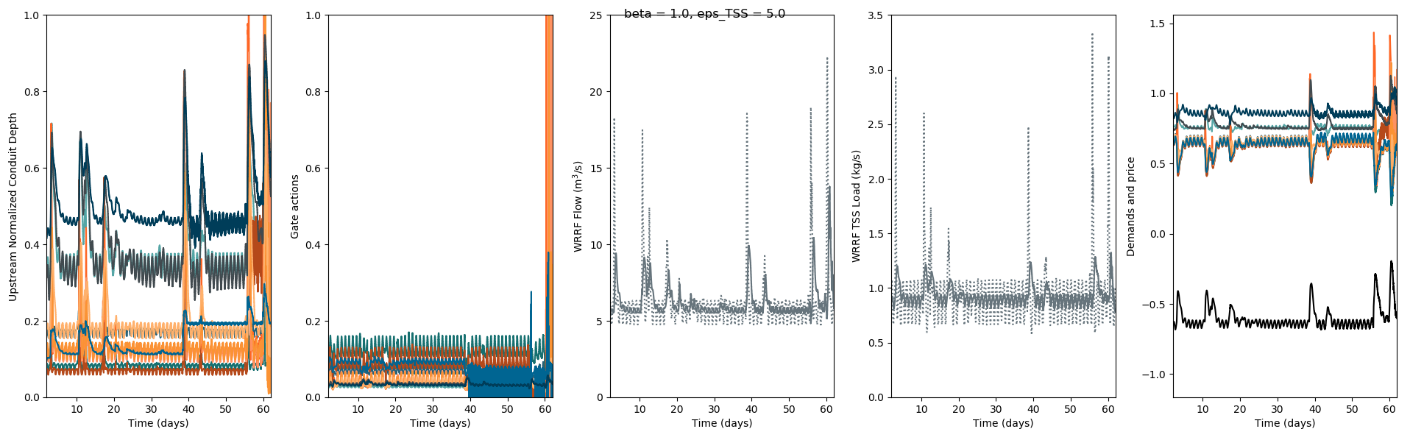 beta = 1.0, eps_TSS = 5.0
Upstream Normalized Conduit Depth
1.0
0.8
0.6
0.4
0.2
0.0
10 20 30 40 50 60
Time (days)
Gate actions
1.0
0.8
0.6
0.4
0.2
0.0
10 20 30 40 50 60
Time (days)
WRRF Flow (m³/s)
25
20
15
10
5
0
10 20 30 40 50 60
Time (days)
WRRF TSS Load (kg/s)
3.5
3.0
2.5
2.0
1.5
1.0
0.5
0.0
10 20 30 40 50 60
Time (days)
Demands and price
1.5
1.0
0.5
0.0
−0.5
−1.0
10 20 30 40 50 60
Time (days)